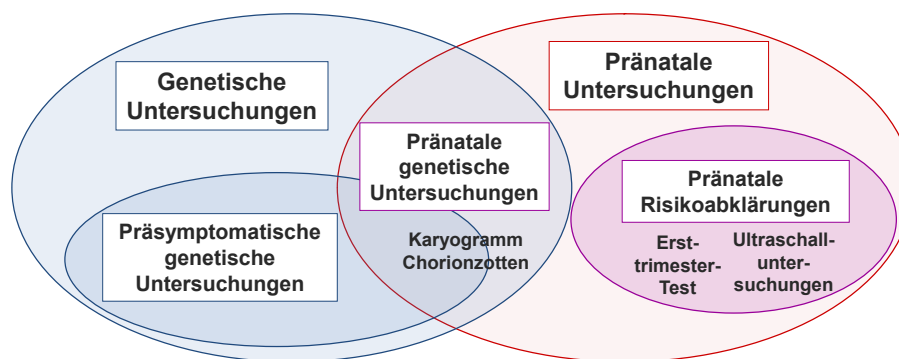 Genetische
Untersuchungen
Pränatale
Untersuchungen
Pränatale
genetische
Untersuchungen
Pränatale
Risikoabklärungen
Präsymptomatische
genetische
Untersuchungen
Karyogramm
Chorionzotten
Erst-
trimester-
Test
Ultraschall-
unter-
suchungen